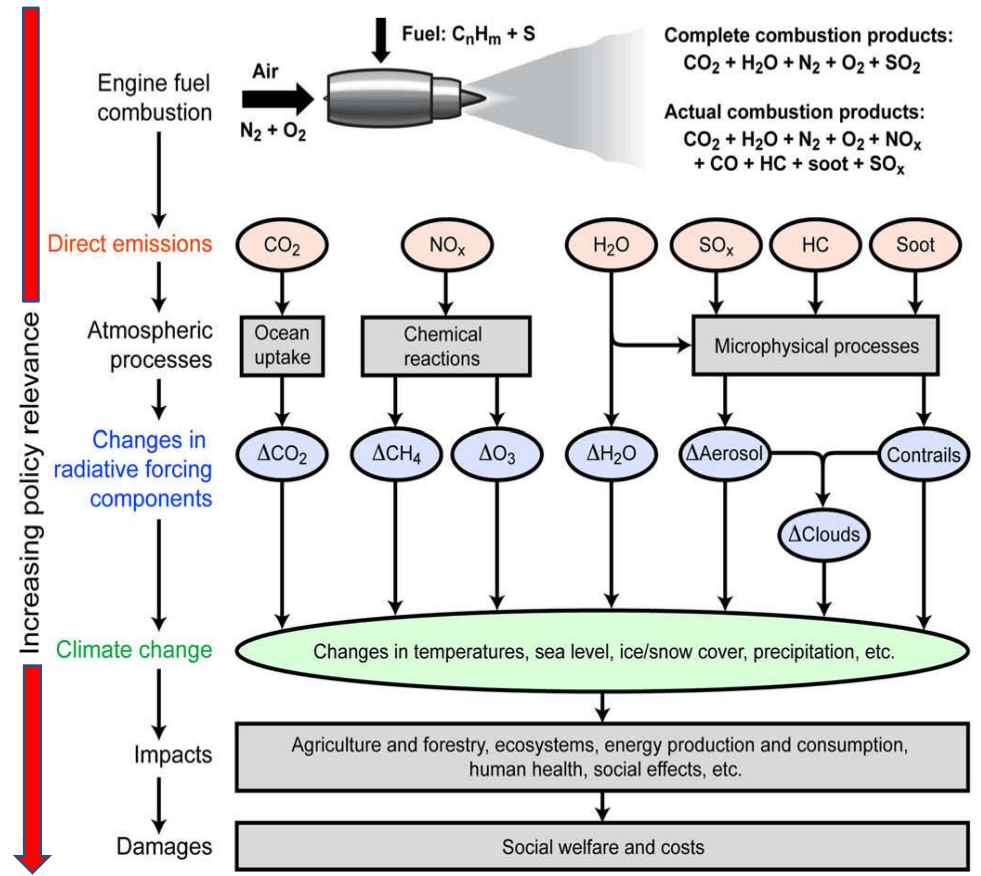 Fuel: CnHm + S
Complete combustion products:
CO₂ + H₂O + N₂ + O₂ + SO₂
Engine fuel
combustion
Air
N₂ + O₂
Actual combustion products:
CO₂ + H₂O + N₂ + O₂ + NOₓ
+ CO + HC + soot + SOₓ
Increasing policy relevance
Direct emissions
CO₂
NOₓ
H₂O
SOₓ
HC
Soot
Atmospheric
processes
Ocean
uptake
Chemical
reactions
Microphysical processes
Changes in
radiative forcing
components
ΔCO₂
ΔCH₄
ΔO₃
ΔH₂O
ΔAerosol
Contrails
ΔClouds
Climate change
Changes in temperatures, sea level, ice/snow cover, precipitation, etc.
Impacts
Agriculture and forestry, ecosystems, energy production and consumption,
human health, social effects, etc.
Damages
Social welfare and costs